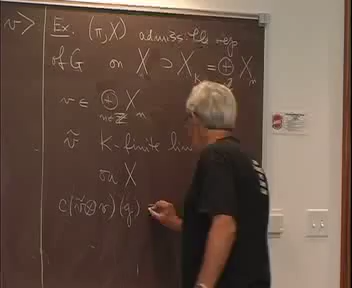 v> Ex. (π, X) admissible rep
of G on X ⊃ X_K = ⊕ X_n
v ∈ ⊕_{n∈ℤ} X_n
ṽ K-finite lin
on X
c(ṽ⊗v)(g)